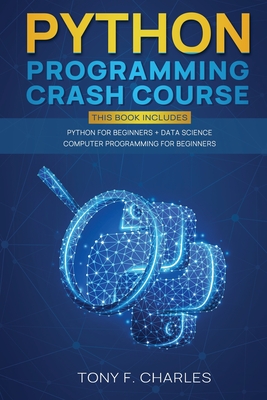 PYTHON
PROGRAMMING
CRASH COURSE
THIS BOOK INCLUDES
PYTHON FOR BEGINNERS + DATA SCIENCE
COMPUTER PROGRAMMING FOR BEGINNERS
TONY F. CHARLES